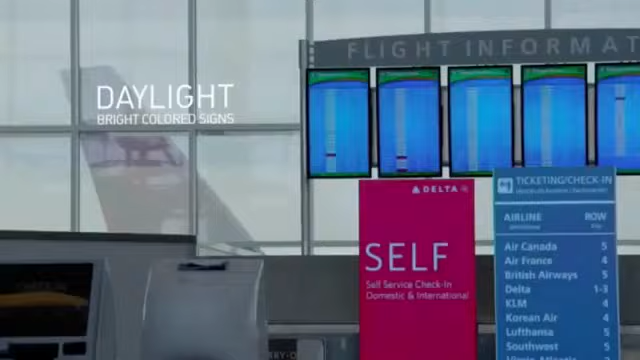 DAYLIGHT
BRIGHT COLORED SIGNS
FLIGHT INFORMAT
DELTA
SELF
Self Service Check-In
Domestic & International
TICKETING/CHECK-IN
AIRLINE ROW
Air Canada 5
Air France 4
British Airways 5
Delta 1-3
KLM 4
Korean Air 4
Lufthansa 5
Southwest 5
Virgin Atlantic